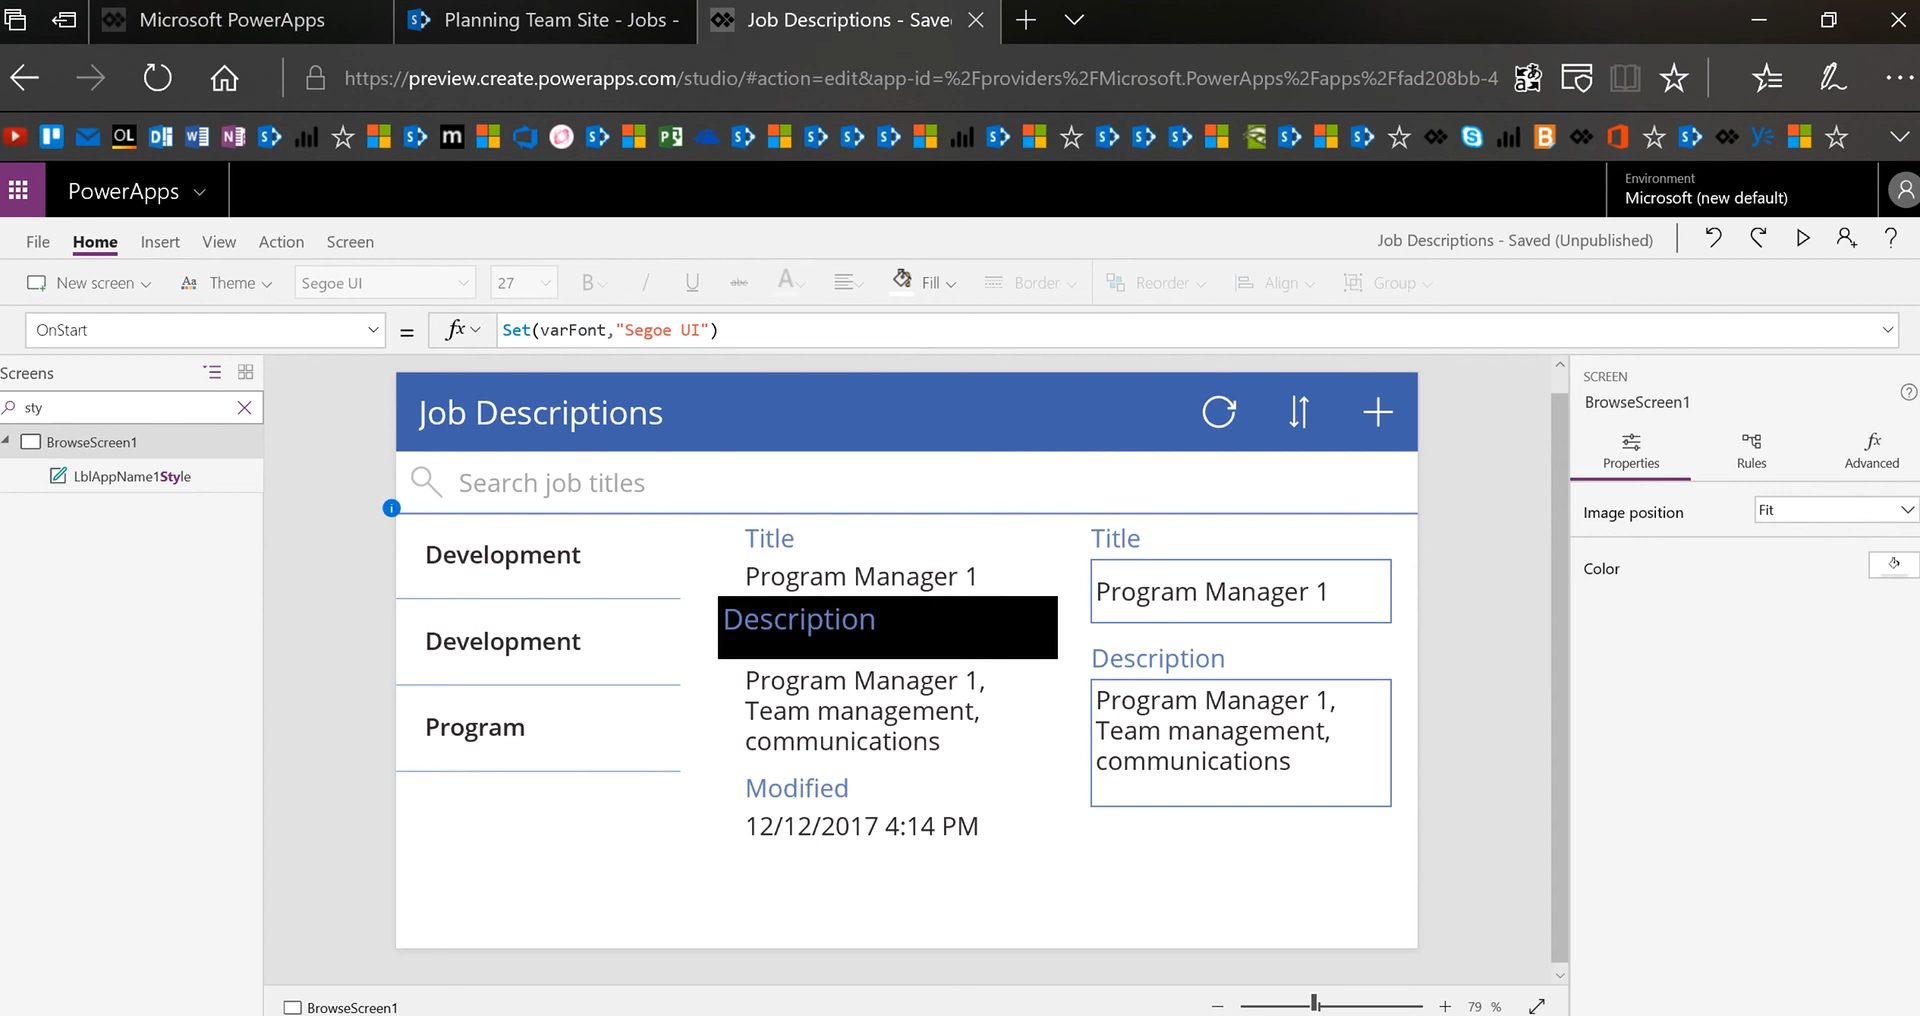 Microsoft PowerApps
Planning Team Site - Jobs -
Job Descriptions - Save
https://preview.create.powerapps.com/studio/#action=edit&app-id=%2Fproviders%2FMicrosoft.PowerApps%2Fapps%2Ffad208bb-4
PowerApps
Environment
Microsoft (new default)
File Home Insert View Action Screen
Job Descriptions - Saved (Unpublished)
New screen Theme Segoe UI 27 B / U abc A Fill Border Reorder Align Group
OnStart = fx Set(varFont,"Segoe UI")
Screens
sty
BrowseScreen1
LblAppName1Style
Job Descriptions
Search job titles
Development
Development
Program
Title
Program Manager 1
Description
Program Manager 1,
Team management,
communications
Modified
12/12/2017 4:14 PM
Title
Program Manager 1
Description
Program Manager 1,
Team management,
communications
SCREEN
BrowseScreen1
Properties Rules Advanced
Image position Fit
Color
BrowseScreen1
79 %